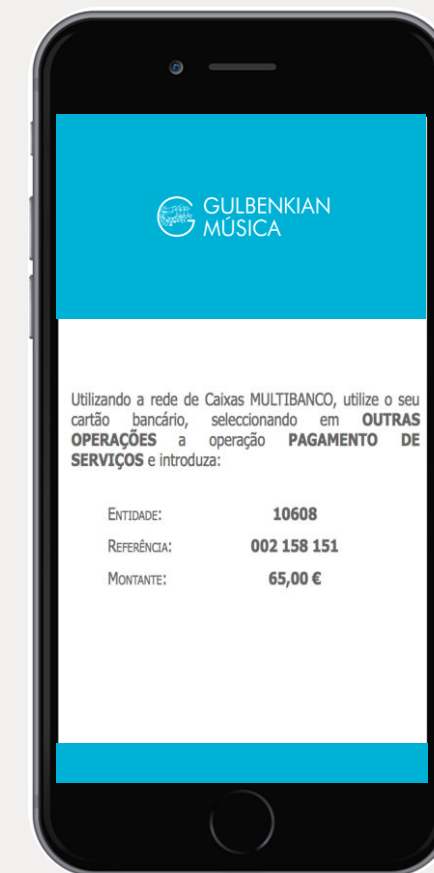 GULBENKIAN
MÚSICA
Utilizando a rede de Caixas MULTIBANCO, utilize o seu
cartão bancário, seleccionando em OUTRAS
OPERAÇÕES a operação PAGAMENTO DE
SERVIÇOS e introduza:
ENTIDADE: 10608
REFERÊNCIA: 002 158 151
MONTANTE: 65,00 €